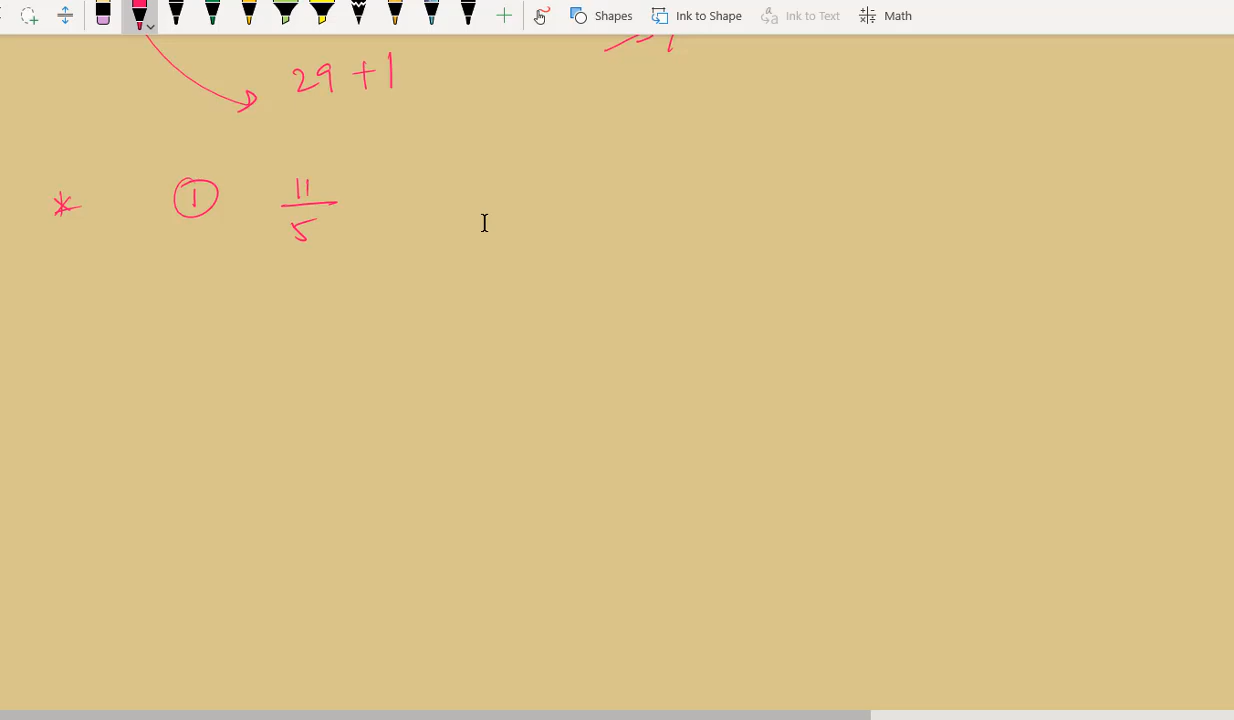 Shapes Ink to Shape Ink to Text Math
29 + 1
* ① 11
5